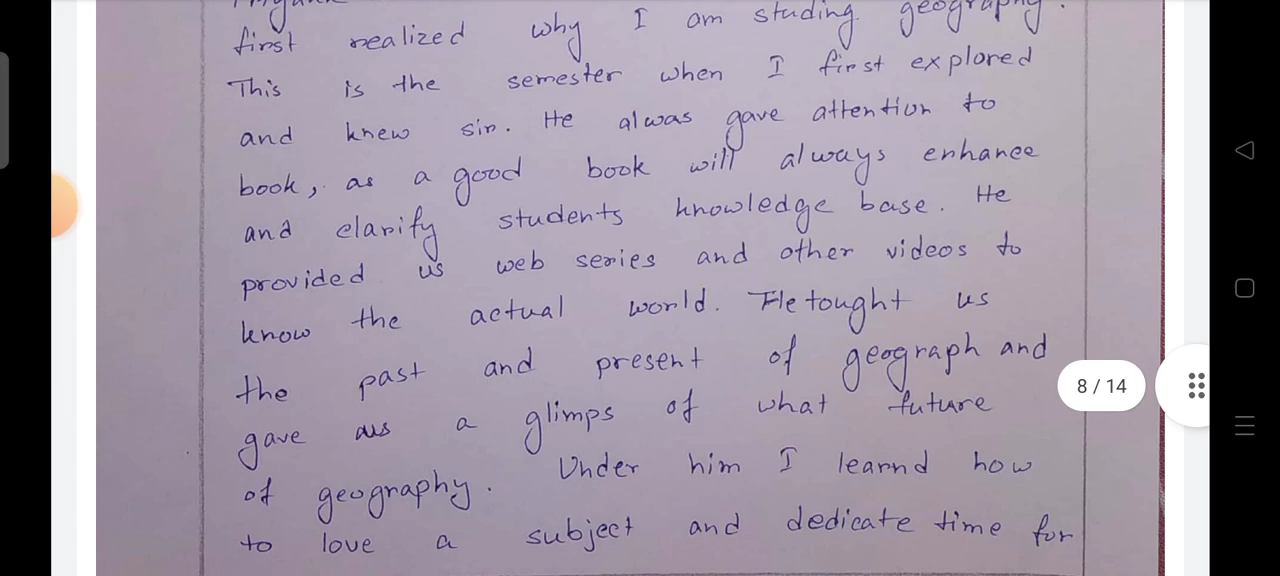 first realized why I am studing geography.
This is the semester when I first explored
and knew sir. He alwas gave attention to
book, as a good book will always enhance
and clarify students knowledge base. He
provided us web series and other videos to
know the actual world. He tought us
the past and present of geograph and
gave us a glimps of what future
of geography. Under him I learnd how
to love a subject and dedicate time for
8 / 14